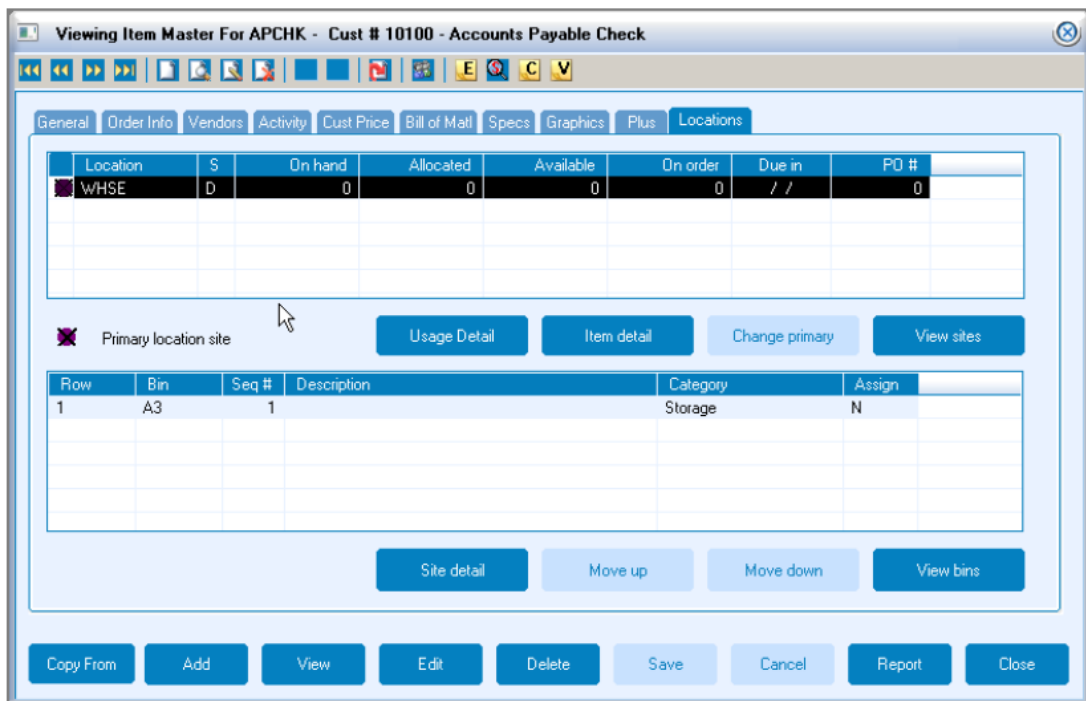 Viewing Item Master For APCHK - Cust # 10100 - Accounts Payable Check
E C V
General Order Info Vendors Activity Cust Price Bill of Matl Specs Graphics Plus Locations
Location S On hand Allocated Available On order Due in PO #
WHSE D 0 0 0 0 / / 0
Primary location site Usage Detail Item detail Change primary View sites
Row Bin Seq # Description Category Assign
1 A3 1 Storage N
Site detail Move up Move down View bins
Copy From Add View Edit Delete Save Cancel Report Close